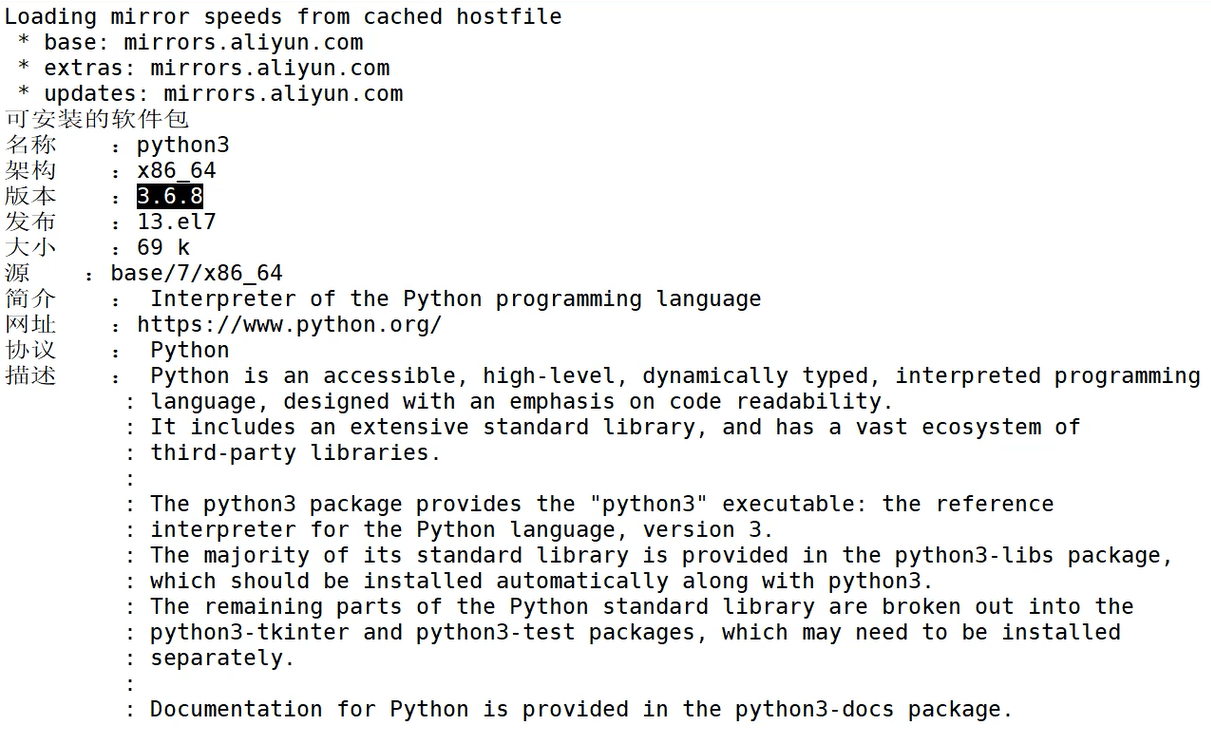 Loading mirror speeds from cached hostfile
 * base: mirrors.aliyun.com
 * extras: mirrors.aliyun.com
 * updates: mirrors.aliyun.com
可安装的软件包
名称    ：python3
架构    ：x86_64
版本    ：3.6.8
发布    ：13.el7
大小    ：69 k
源    ：base/7/x86_64
简介    ： Interpreter of the Python programming language
网址    ：https://www.python.org/
协议    ： Python
描述    ： Python is an accessible, high-level, dynamically typed, interpreted programming
         : language, designed with an emphasis on code readability.
         : It includes an extensive standard library, and has a vast ecosystem of
         : third-party libraries.
         :
         : The python3 package provides the "python3" executable: the reference
         : interpreter for the Python language, version 3.
         : The majority of its standard library is provided in the python3-libs package,
         : which should be installed automatically along with python3.
         : The remaining parts of the Python standard library are broken out into the
         : python3-tkinter and python3-test packages, which may need to be installed
         : separately.
         :
         : Documentation for Python is provided in the python3-docs package.